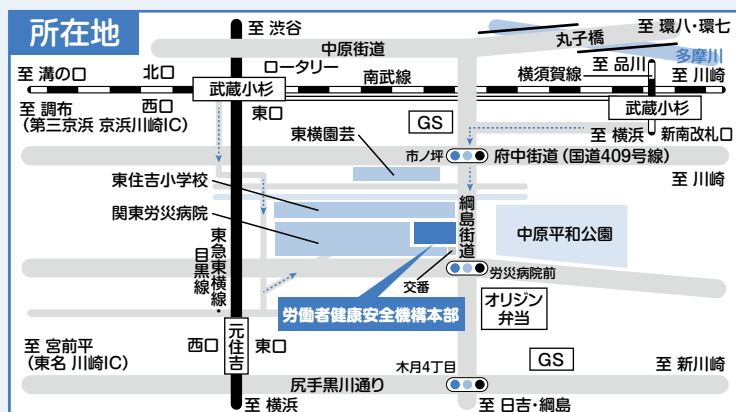 所在地
至 渋谷
中原街道
丸子橋
至 環八・環七
多摩川
至 溝の口
北口
ロータリー
南武線
横須賀線
至 品川
至 川崎
武蔵小杉
武蔵小杉
至 調布
(第三京浜 京浜川崎IC)
西口
東口
GS
至 横浜
新南改札口
東横園芸
市ノ坪
府中街道 (国道409号線)
東住吉小学校
至 川崎
関東労災病院
綱島街道
中原平和公園
東急東横線・
目黒線
交番
労災病院前
労働者健康安全機構本部
オリジン
弁当
元住吉
至 宮前平
(東名 川崎IC)
西口
東口
木月4丁目
GS
至 新川崎
尻手黒川通り
至 横浜
至 日吉・綱島